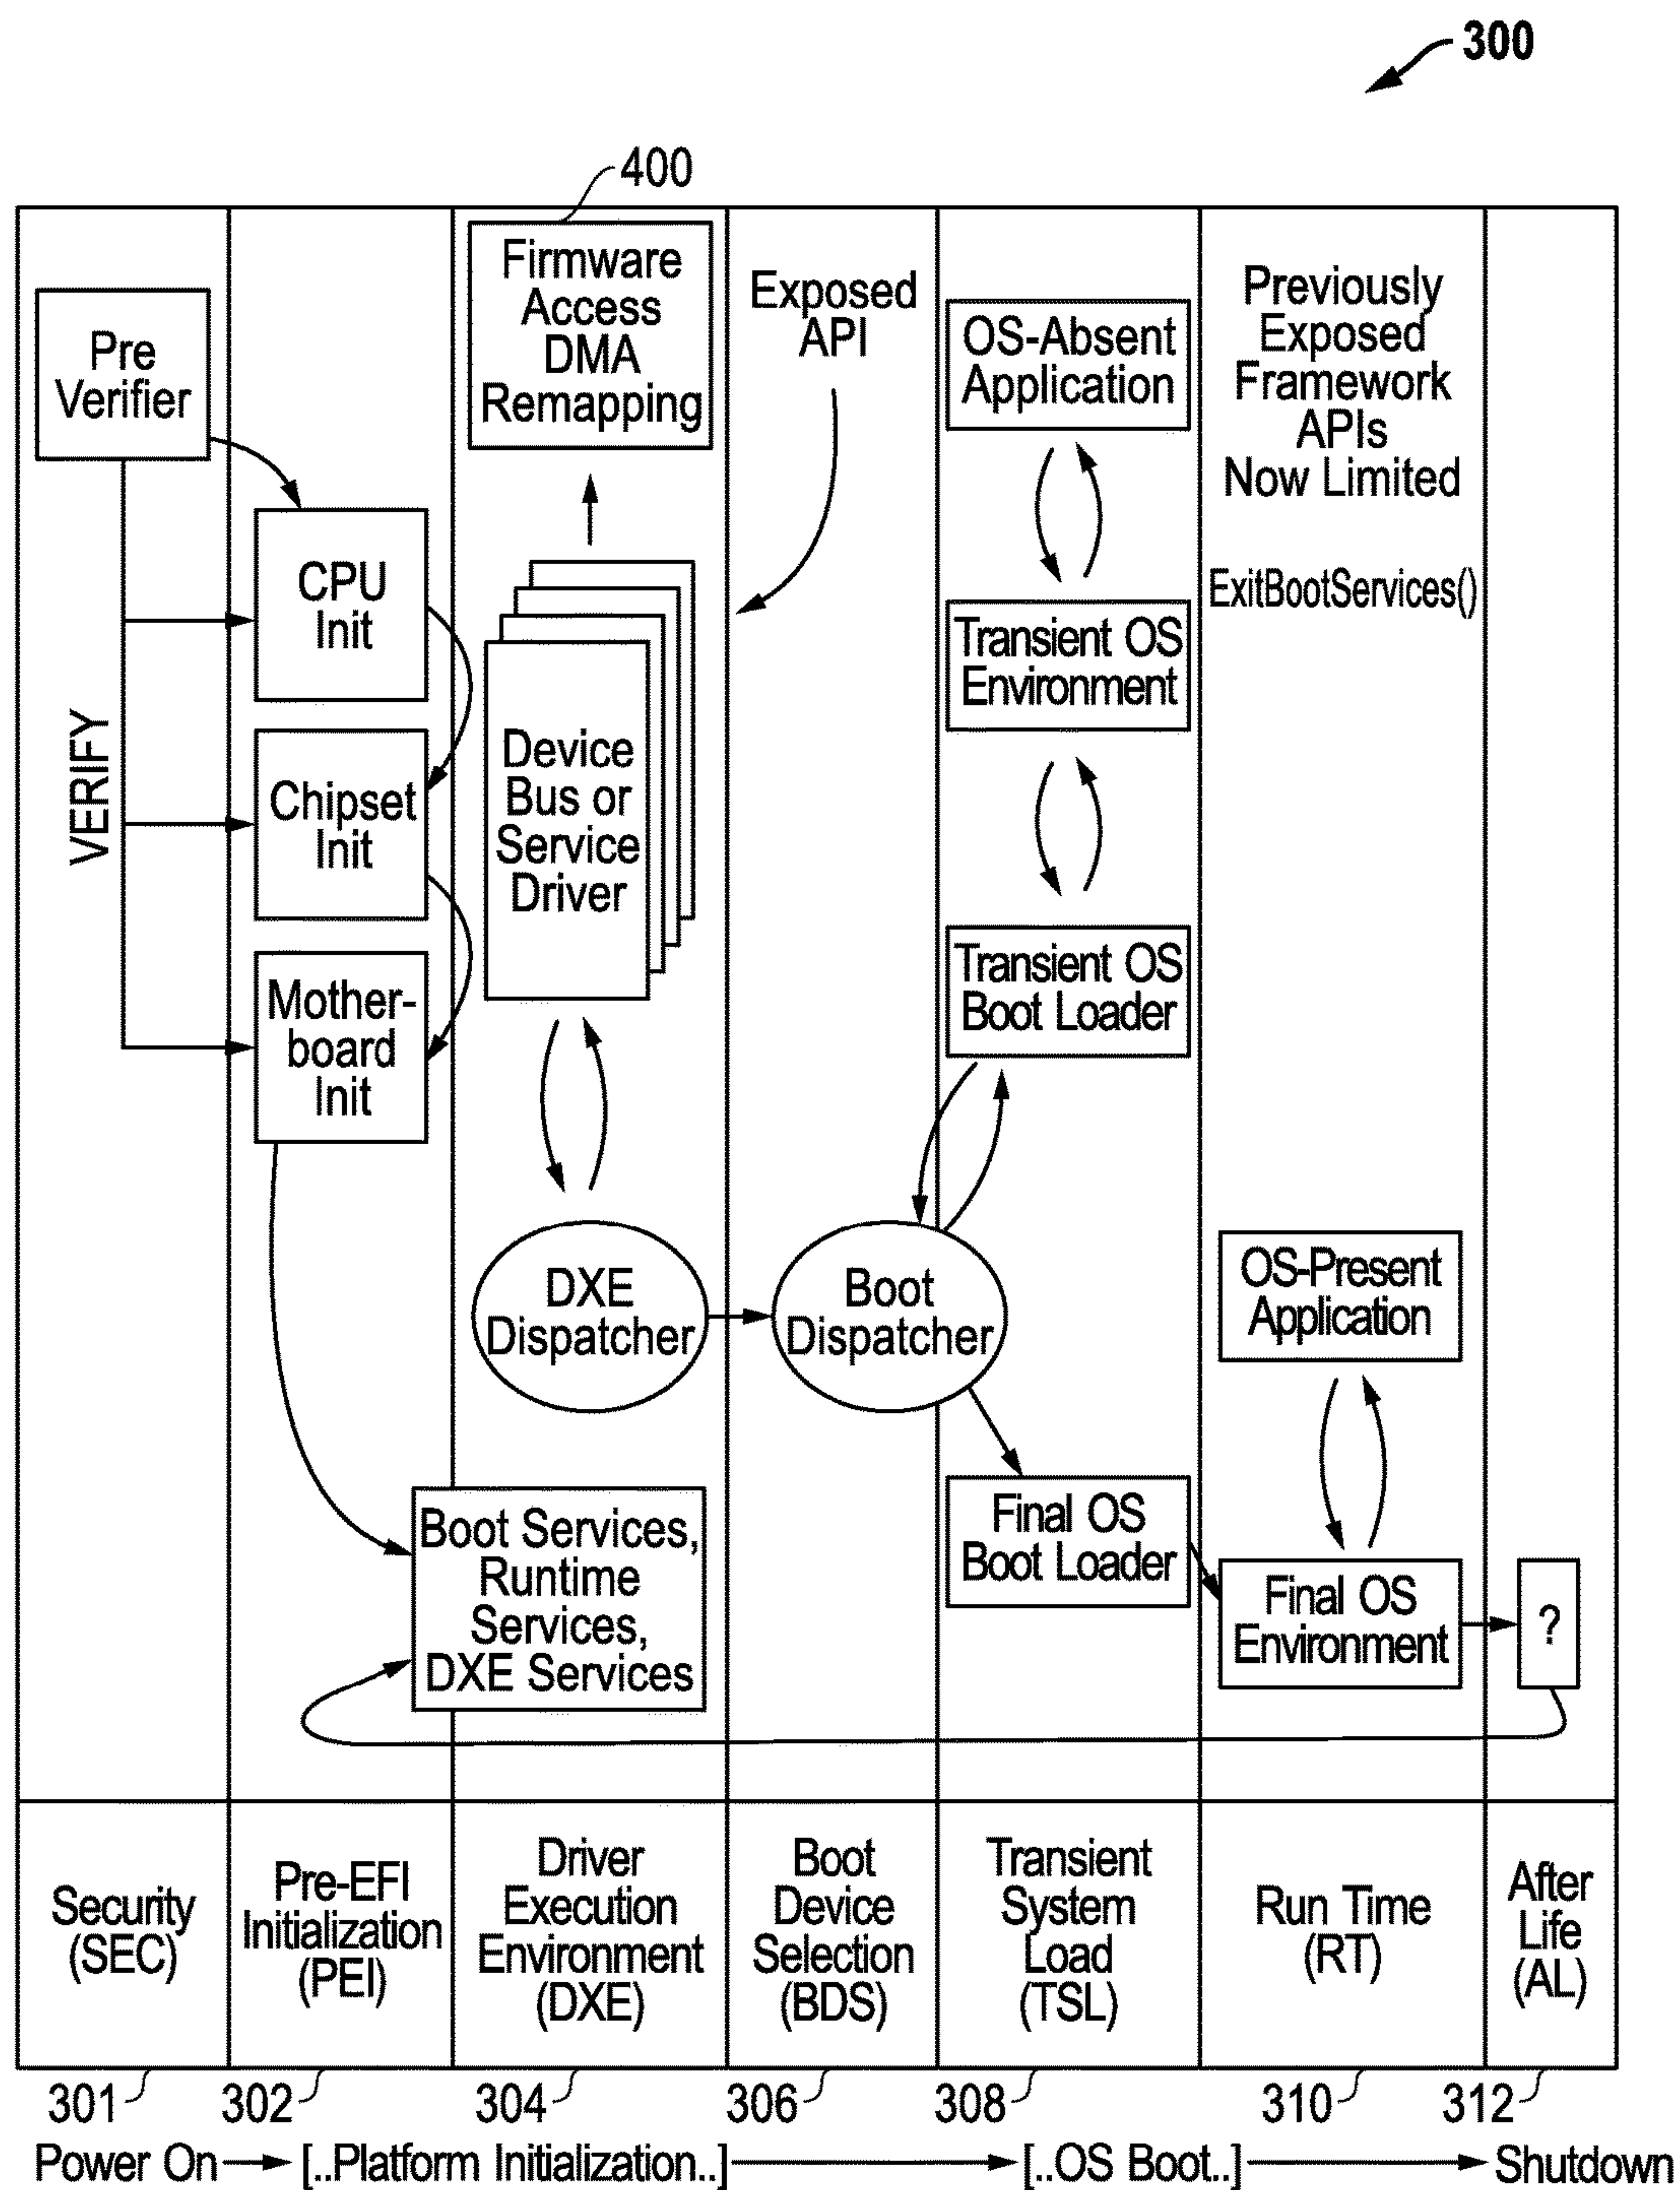 300
400
Pre
Verifier
VERIFY
CPU
Init
Chipset
Init
Mother-
board
Init
Firmware
Access
DMA
Remapping
Device
Bus or
Service
Driver
DXE
Dispatcher
Boot Services,
Runtime
Services,
DXE Services
Exposed
API
Boot
Dispatcher
OS-Absent
Application
Transient OS
Environment
Transient OS
Boot Loader
Final OS
Boot Loader
Previously
Exposed
Framework
APIs
Now Limited
ExitBootServices()
OS-Present
Application
Final OS
Environment
?
Security
(SEC)
Pre-EFI
Initialization
(PEI)
Driver
Execution
Environment
(DXE)
Boot
Device
Selection
(BDS)
Transient
System
Load
(TSL)
Run Time
(RT)
After
Life
(AL)
301 302 304 306 308 310 312
Power On [..Platform Initialization..] [..OS Boot..] Shutdown